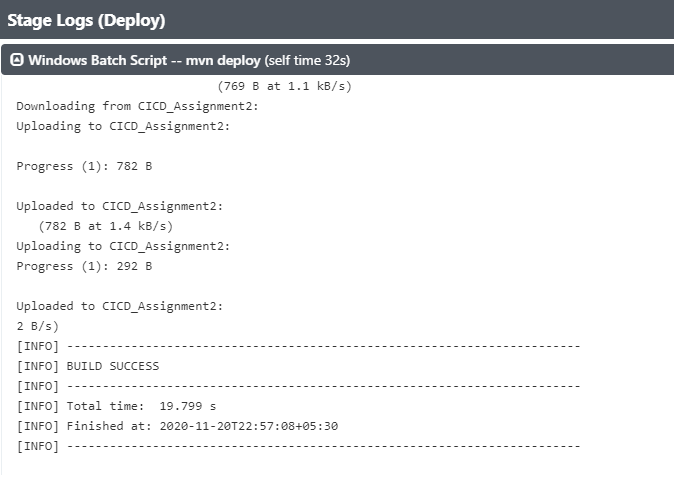 Stage Logs (Deploy)
Windows Batch Script -- mvn deploy (self time 32s)
(769 B at 1.1 kB/s)
Downloading from CICD_Assignment2:
Uploading to CICD_Assignment2:
Progress (1): 782 B
Uploaded to CICD_Assignment2:
(782 B at 1.4 kB/s)
Uploading to CICD_Assignment2:
Progress (1): 292 B
Uploaded to CICD_Assignment2:
2 B/s)
[INFO] ------------------------------------------------------------------------
[INFO] BUILD SUCCESS
[INFO] ------------------------------------------------------------------------
[INFO] Total time:  19.799 s
[INFO] Finished at: 2020-11-20T22:57:08+05:30
[INFO] ------------------------------------------------------------------------